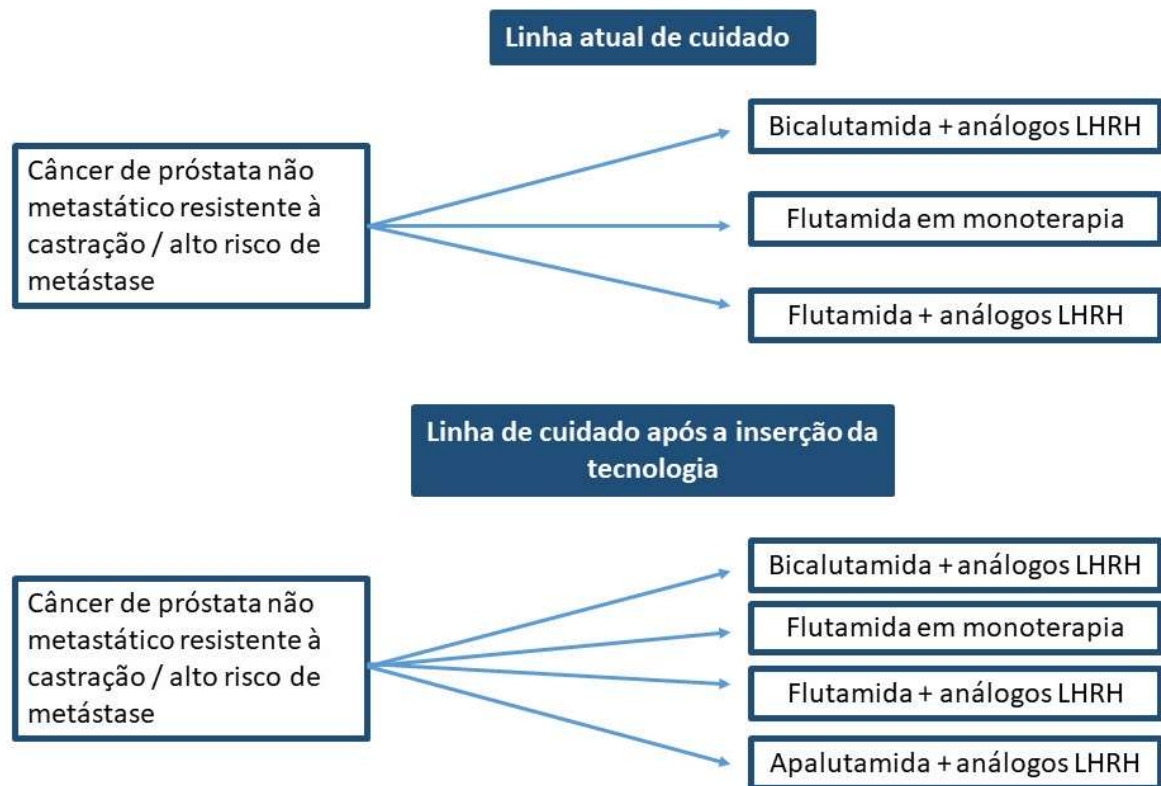 Linha atual de cuidado
Câncer de próstata não
metastático resistente à
castração / alto risco de
metástase
Bicalutamida + análogos LHRH
Flutamida em monoterapia
Flutamida + análogos LHRH
Linha de cuidado após a inserção da
tecnologia
Câncer de próstata não
metastático resistente à
castração / alto risco de
metástase
Bicalutamida + análogos LHRH
Flutamida em monoterapia
Flutamida + análogos LHRH
Apalutamida + análogos LHRH